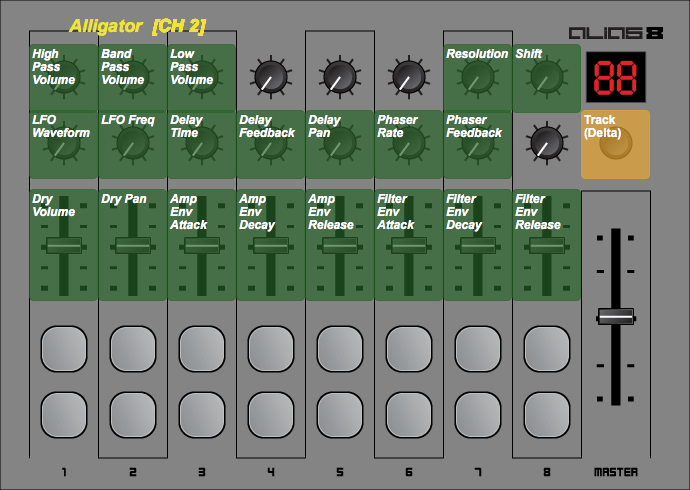 Alligator [CH 2]
ALIAS 8
High Pass Volume
Band Pass Volume
Low Pass Volume
Resolution
Shift
88
LFO Waveform
LFO Freq
Delay Time
Delay Feedback
Delay Pan
Phaser Rate
Phaser Feedback
Track (Delta)
Dry Volume
Dry Pan
Amp Env Attack
Amp Env Decay
Amp Env Release
Filter Env Attack
Filter Env Decay
Filter Env Release
1 2 3 4 5 6 7 8 MASTER